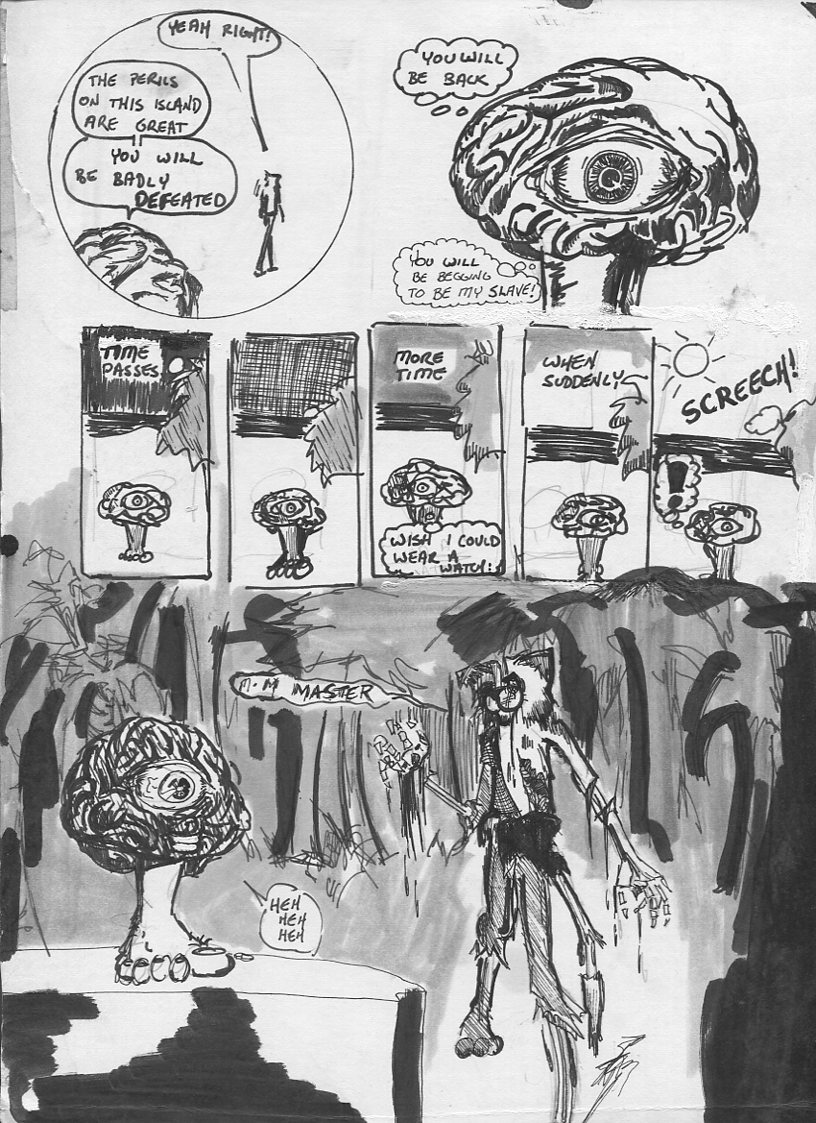 YEAH RIGHT!
THE PERILS
ON THIS ISLAND
ARE GREAT
YOU WILL
BE BADLY
DEFEATED
YOU WILL
BE BACK
YOU WILL
BE BEGGING
TO BE MY SLAVE!
TIME
PASSES
MORE
TIME
WISH I COULD
WEAR A
WATCH!
WHEN
SUDDENLY
SCREECH!
!
M-M MASTER
HEH
HEH
HEH